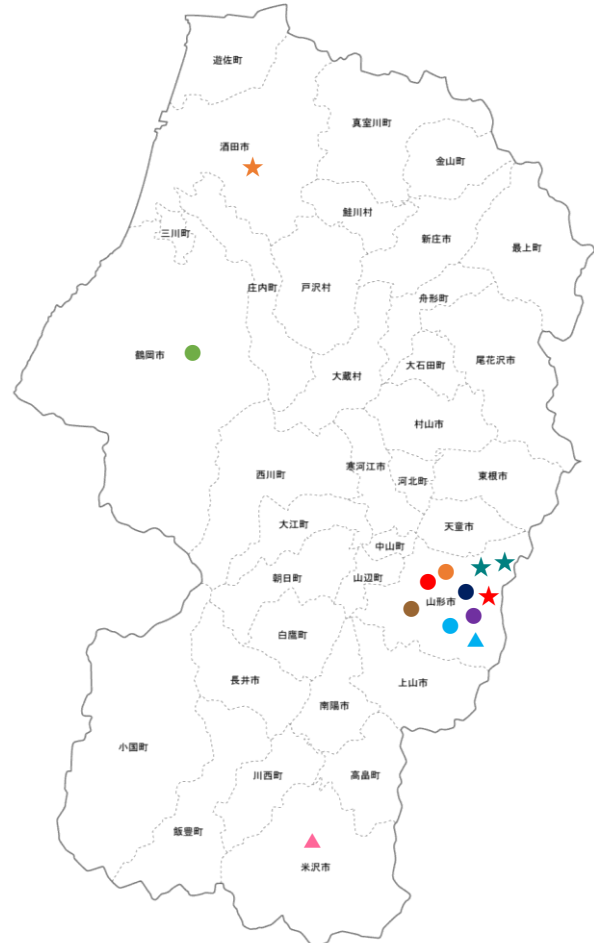 遊佐町
真室川町
酒田市
金山町
鮭川村
三川町
新庄市
最上町
庄内町
戸沢村
舟形町
鶴岡市
大蔵村
大石田町
尾花沢市
村山市
西川町
寒河江市
河北町
東根市
大江町
天童市
中山町
朝日町
山辺町
山形市
白鷹町
長井市
上山市
南陽市
小国町
川西町
高畠町
飯豊町
米沢市